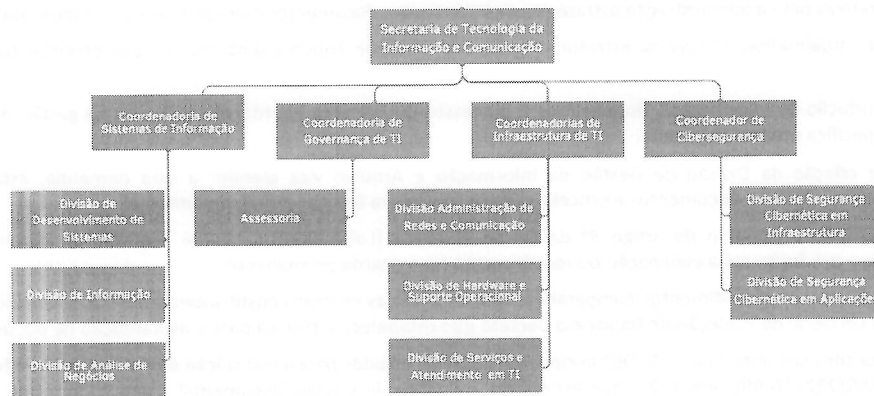 Secretaria de Tecnologia da
Informação e Comunicação
Coordenadoria de
Sistemas de Informação
Coordenadoria de
Governança de TI
Coordenadorias de
Infraestrutura de TI
Coordenador de
Cibersegurança
Divisão de
Desenvolvimento de
Sistemas
Assessoria
Divisão Administração de
Redes e Comunicação
Divisão de Segurança
Cibernética em
Infraestrutura
Divisão de Informação
Divisão de Hardware e
Suporte Operacional
Divisão de Segurança
Cibernética em Aplicações
Divisão de Análise de
Negócios
Divisão de Serviços e
Atendimento em TI